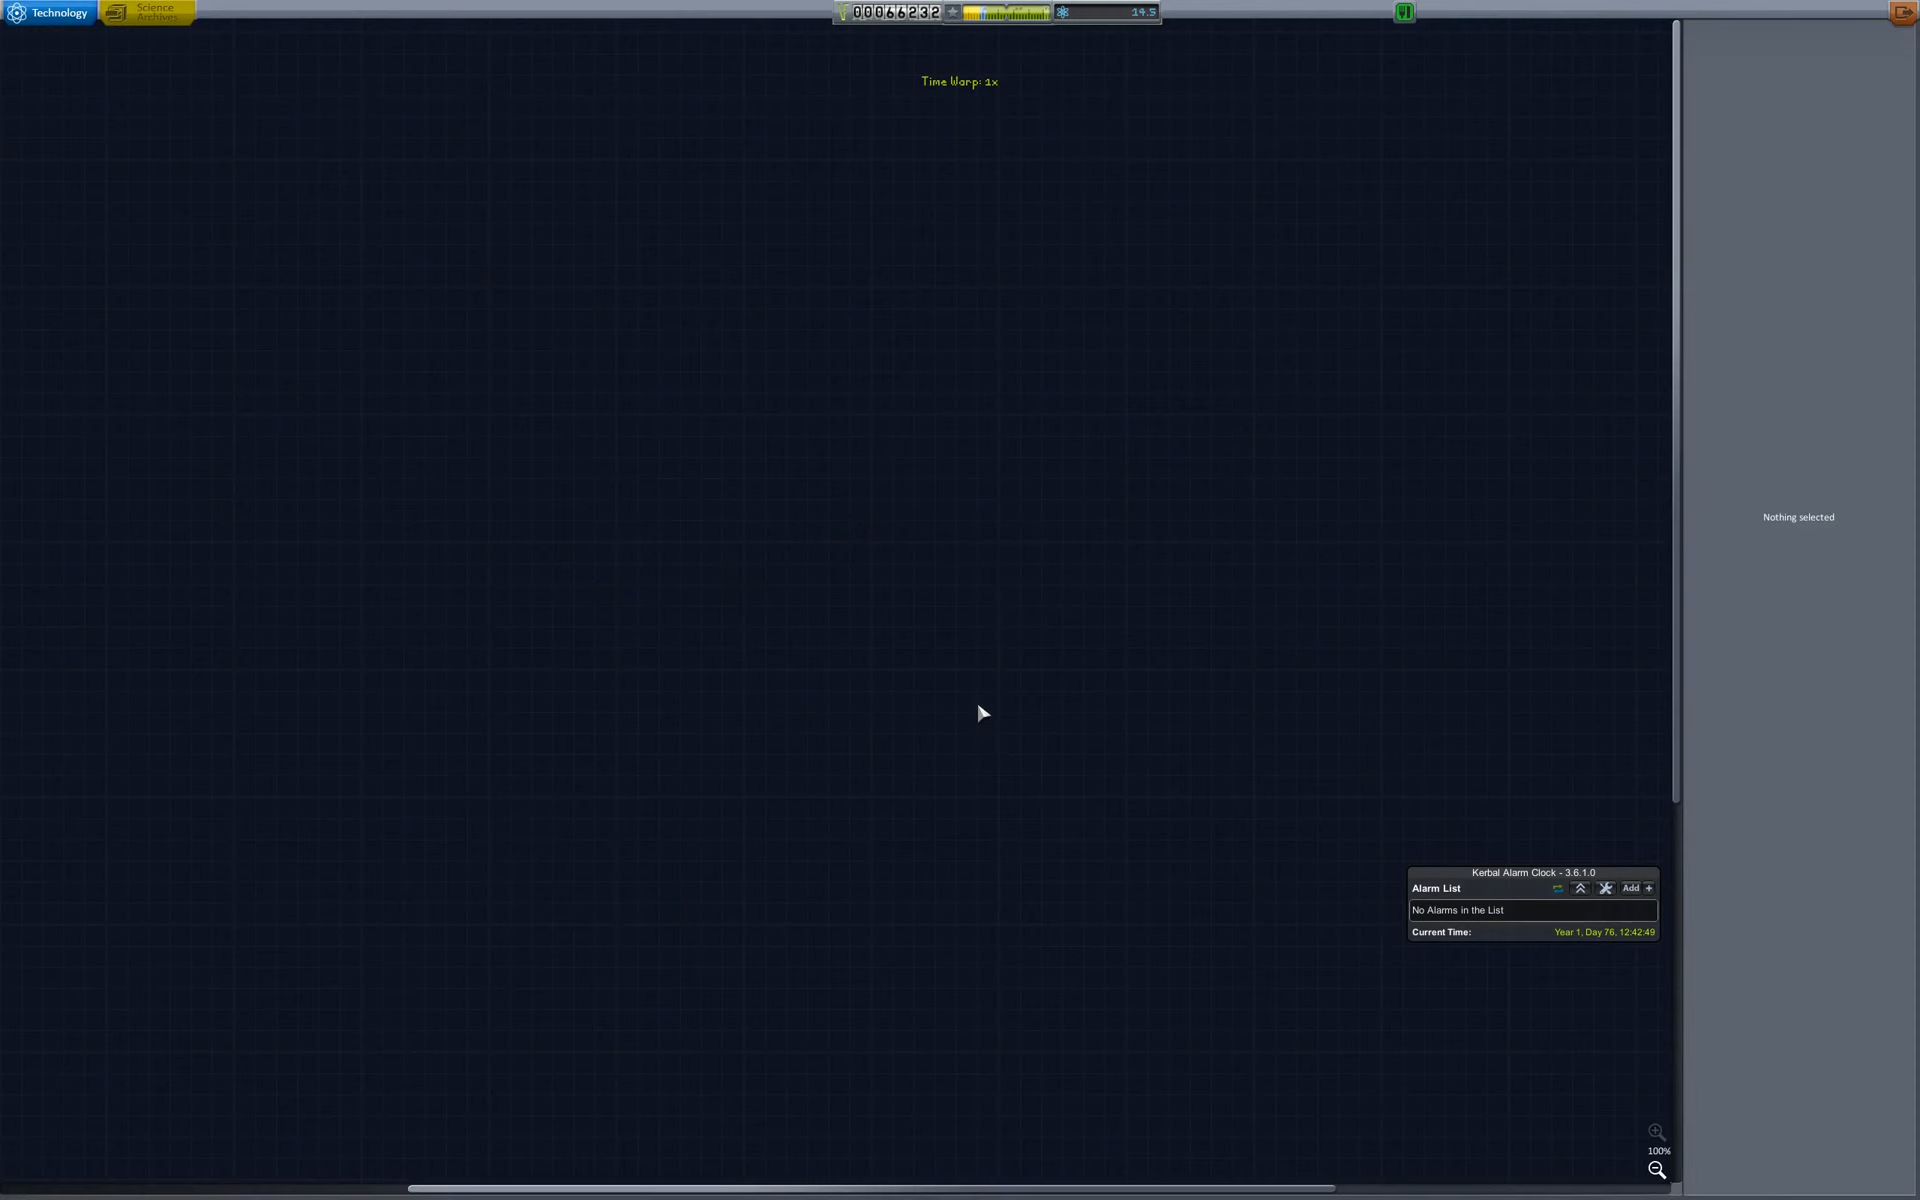 Technology
Science
Archives
00066232
14.5
Time Warp: 1x
Nothing selected
Kerbal Alarm Clock - 3.6.1.0
Alarm List
Add +
No Alarms in the List
Current Time: Year 1, Day 76, 12:42:49
100%